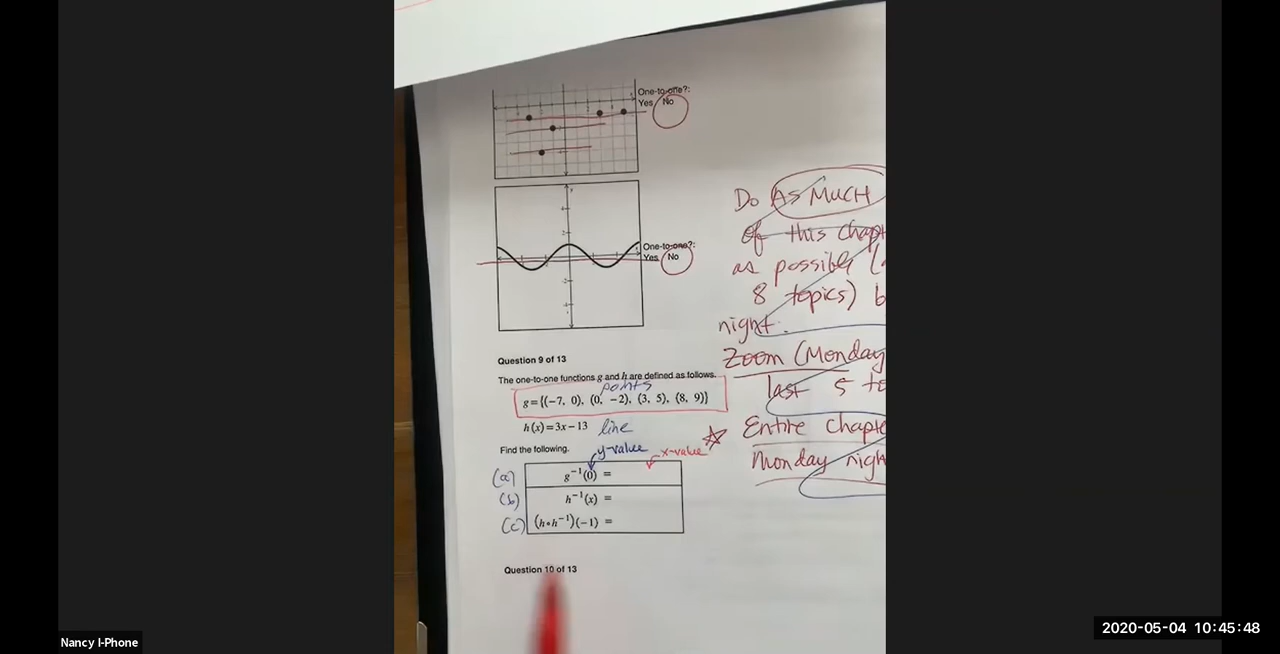 One-to-one?:
Yes No
One-to-one?:
Yes No
Do As Much
of this chapt
as possible (
8 topics) b
night.
Zoom (Monday
last 5 to
Entire Chapte
Monday nigh
Question 9 of 13
The one-to-one functions g and h are defined as follows.
points
g={(−7, 0), (0, −2), (3, 5), (8, 9)}
h(x)=3x−13 line
Find the following. y-value x-value
(a) g⁻¹(0) =
(b) h⁻¹(x) =
(c) (h∘h⁻¹)(−1) =
Question 10 of 13
Nancy I-Phone
2020-05-04 10:45:48